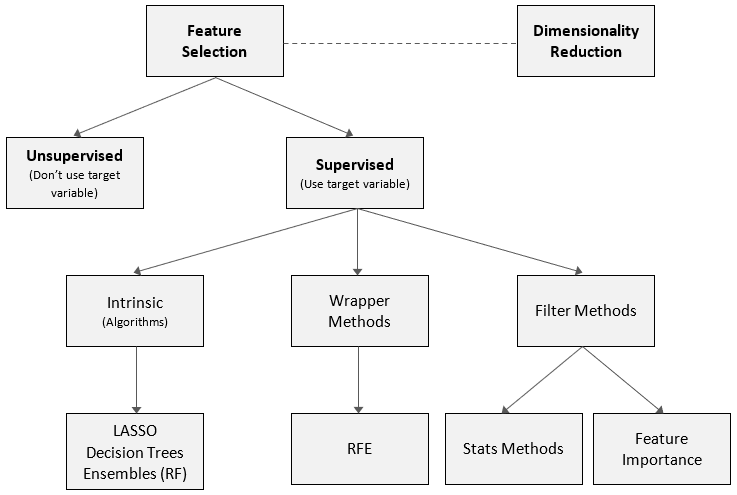 Feature
Selection
Dimensionality
Reduction
Unsupervised
(Don't use target
variable)
Supervised
(Use target variable)
Intrinsic
(Algorithms)
Wrapper
Methods
Filter Methods
LASSO
Decision Trees
Ensembles (RF)
RFE
Stats Methods
Feature
Importance